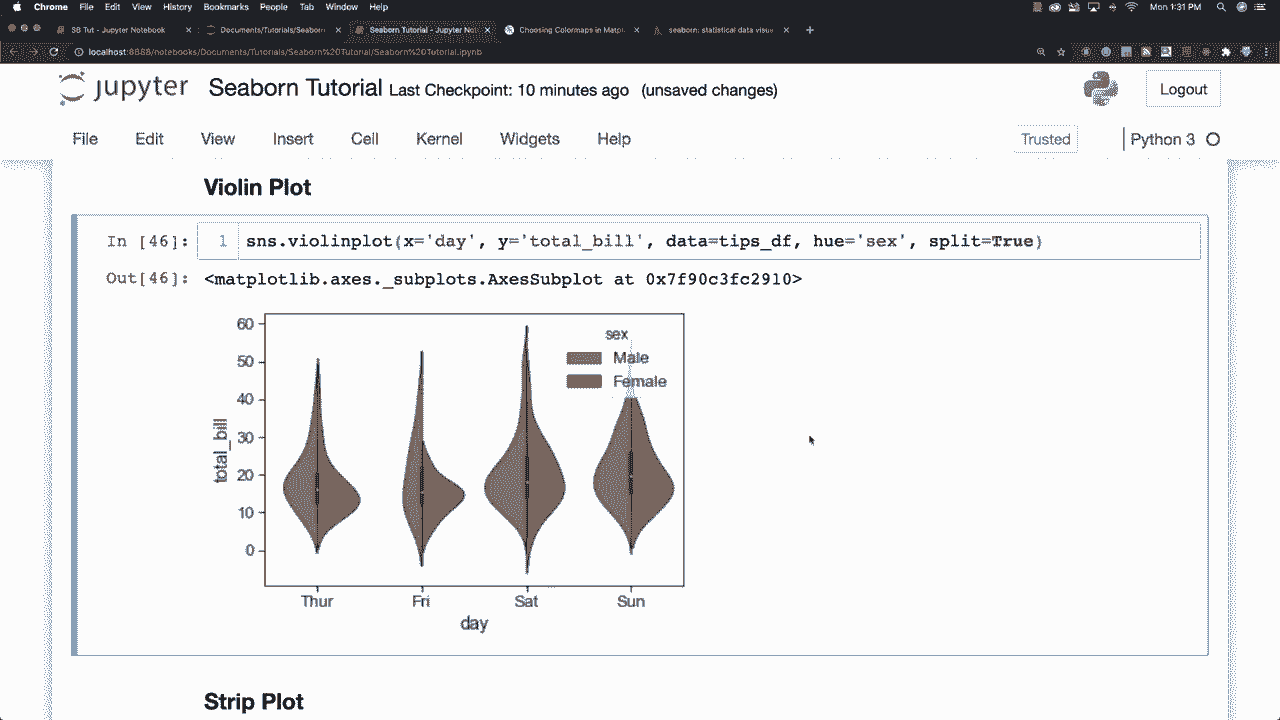 Chrome File Edit View History Bookmarks People Tab Window Help
Mon 1:31 PM
SB Tut - Jupyter Notebook
Documents/Tutorials/Seaborn
Seaborn Tutorial - Jupyter Not
Choosing Colormaps in Matpl
seaborn: statistical data visua
localhost:8888/notebooks/Documents/Tutorials/Seaborn%20Tutorial/Seaborn%20Tutorial.ipynb
jupyter Seaborn Tutorial Last Checkpoint: 10 minutes ago (unsaved changes)
Logout
File Edit View Insert Cell Kernel Widgets Help
Trusted
Python 3
Violin Plot
In [46]: 1 sns.violinplot(x='day', y='total_bill', data=tips_df, hue='sex', split=True)
Out[46]: <matplotlib.axes._subplots.AxesSubplot at 0x7f90c3fc2910>
60
50
40
30
20
10
0
total_bill
sex
Male
Female
Thur Fri Sat Sun
day
Strip Plot